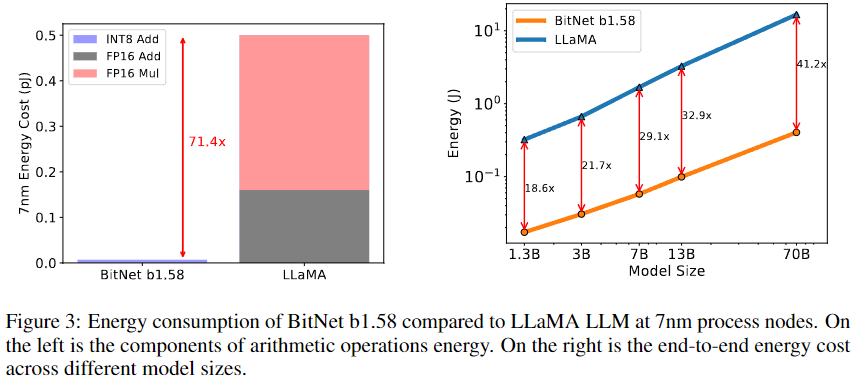 7nm Energy Cost (pJ)
0.5
0.4
0.3
0.2
0.1
0.0
INT8 Add
FP16 Add
FP16 Mul
71.4x
BitNet b1.58
LLaMA
Energy (J)
10¹
10⁰
10⁻¹
BitNet b1.58
LLaMA
18.6x
21.7x
29.1x
32.9x
41.2x
1.3B
3B
7B
13B
70B
Model Size
Figure 3: Energy consumption of BitNet b1.58 compared to LLaMA LLM at 7nm process nodes. On
the left is the components of arithmetic operations energy. On the right is the end-to-end energy cost
across different model sizes.